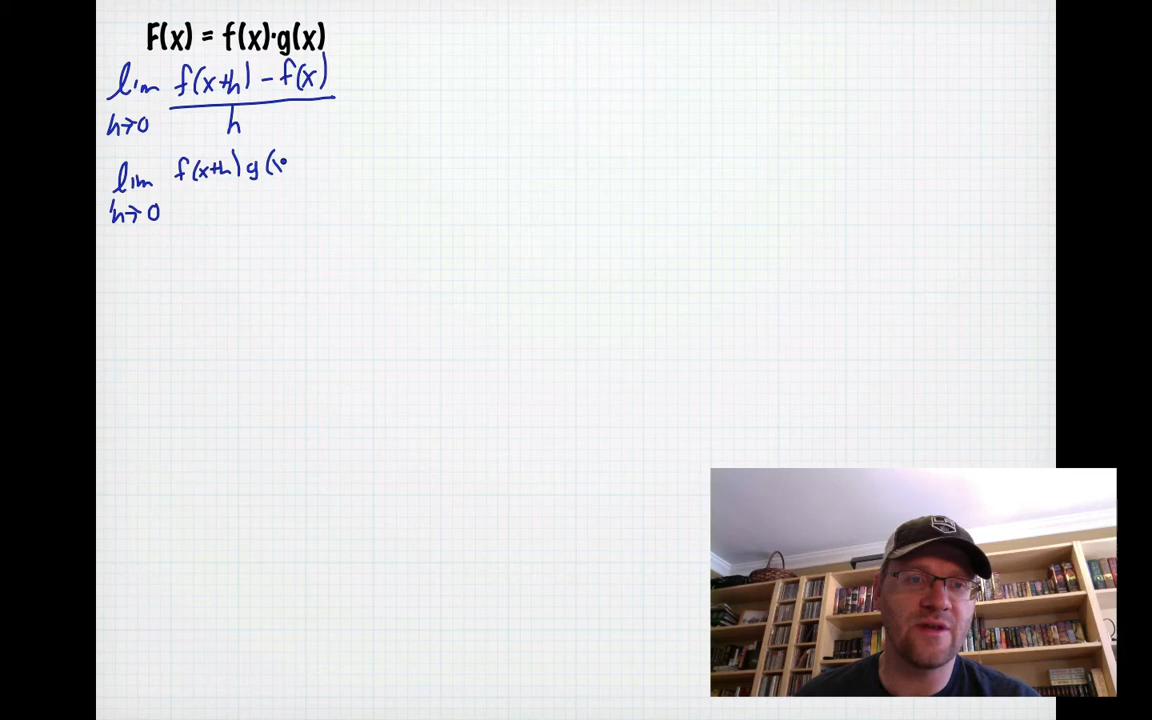 F(x) = f(x)·g(x)
lim f(x+h) - f(x)
h→0 h
lim f(x+h) g(
h→0